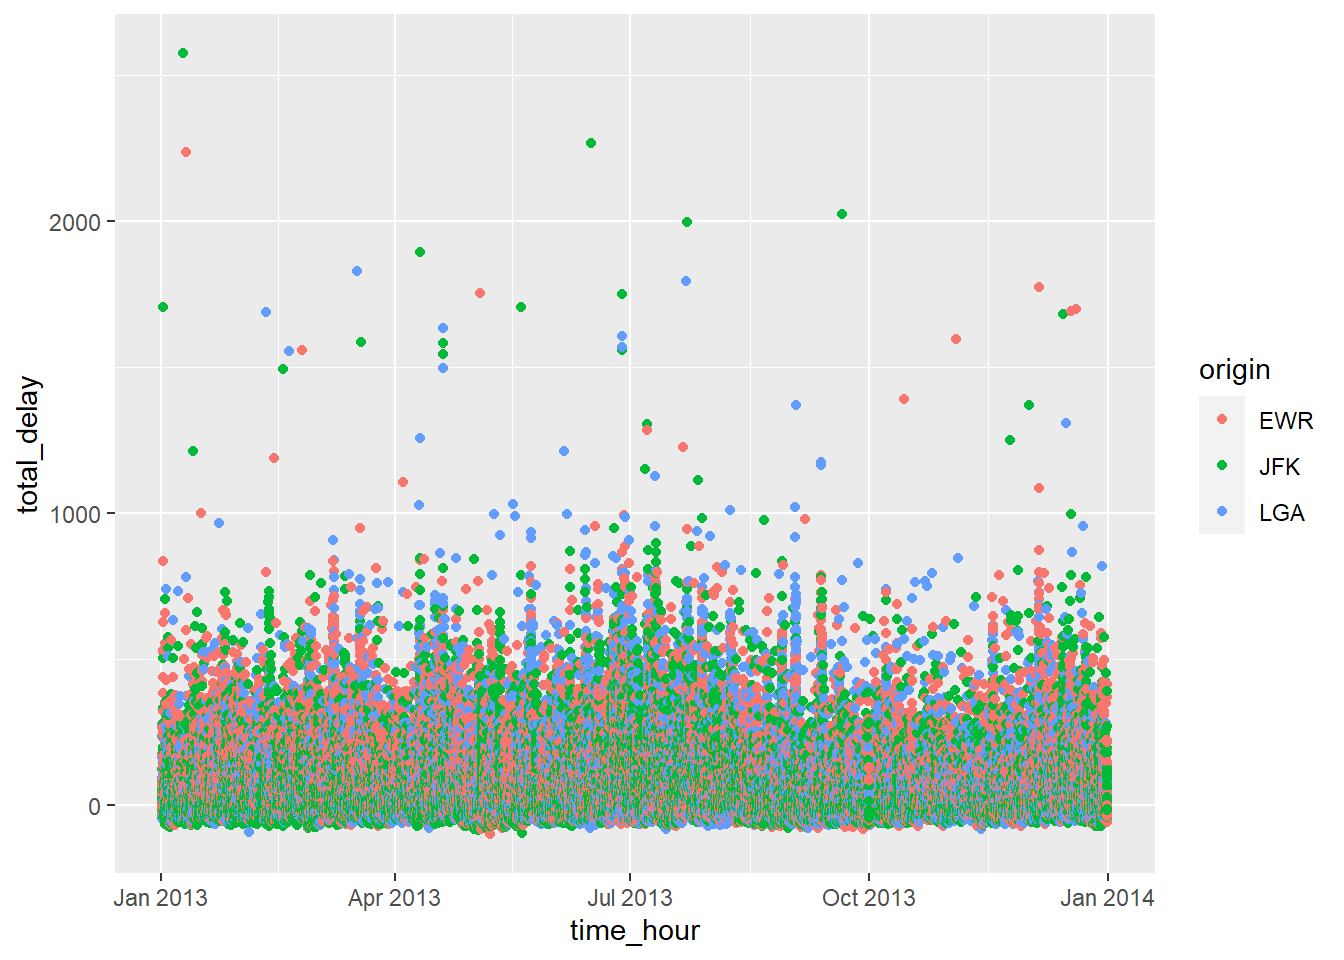 total_delay
2000
1000
0
Jan 2013
Apr 2013
Jul 2013
Oct 2013
Jan 2014
time_hour
origin
EWR
JFK
LGA